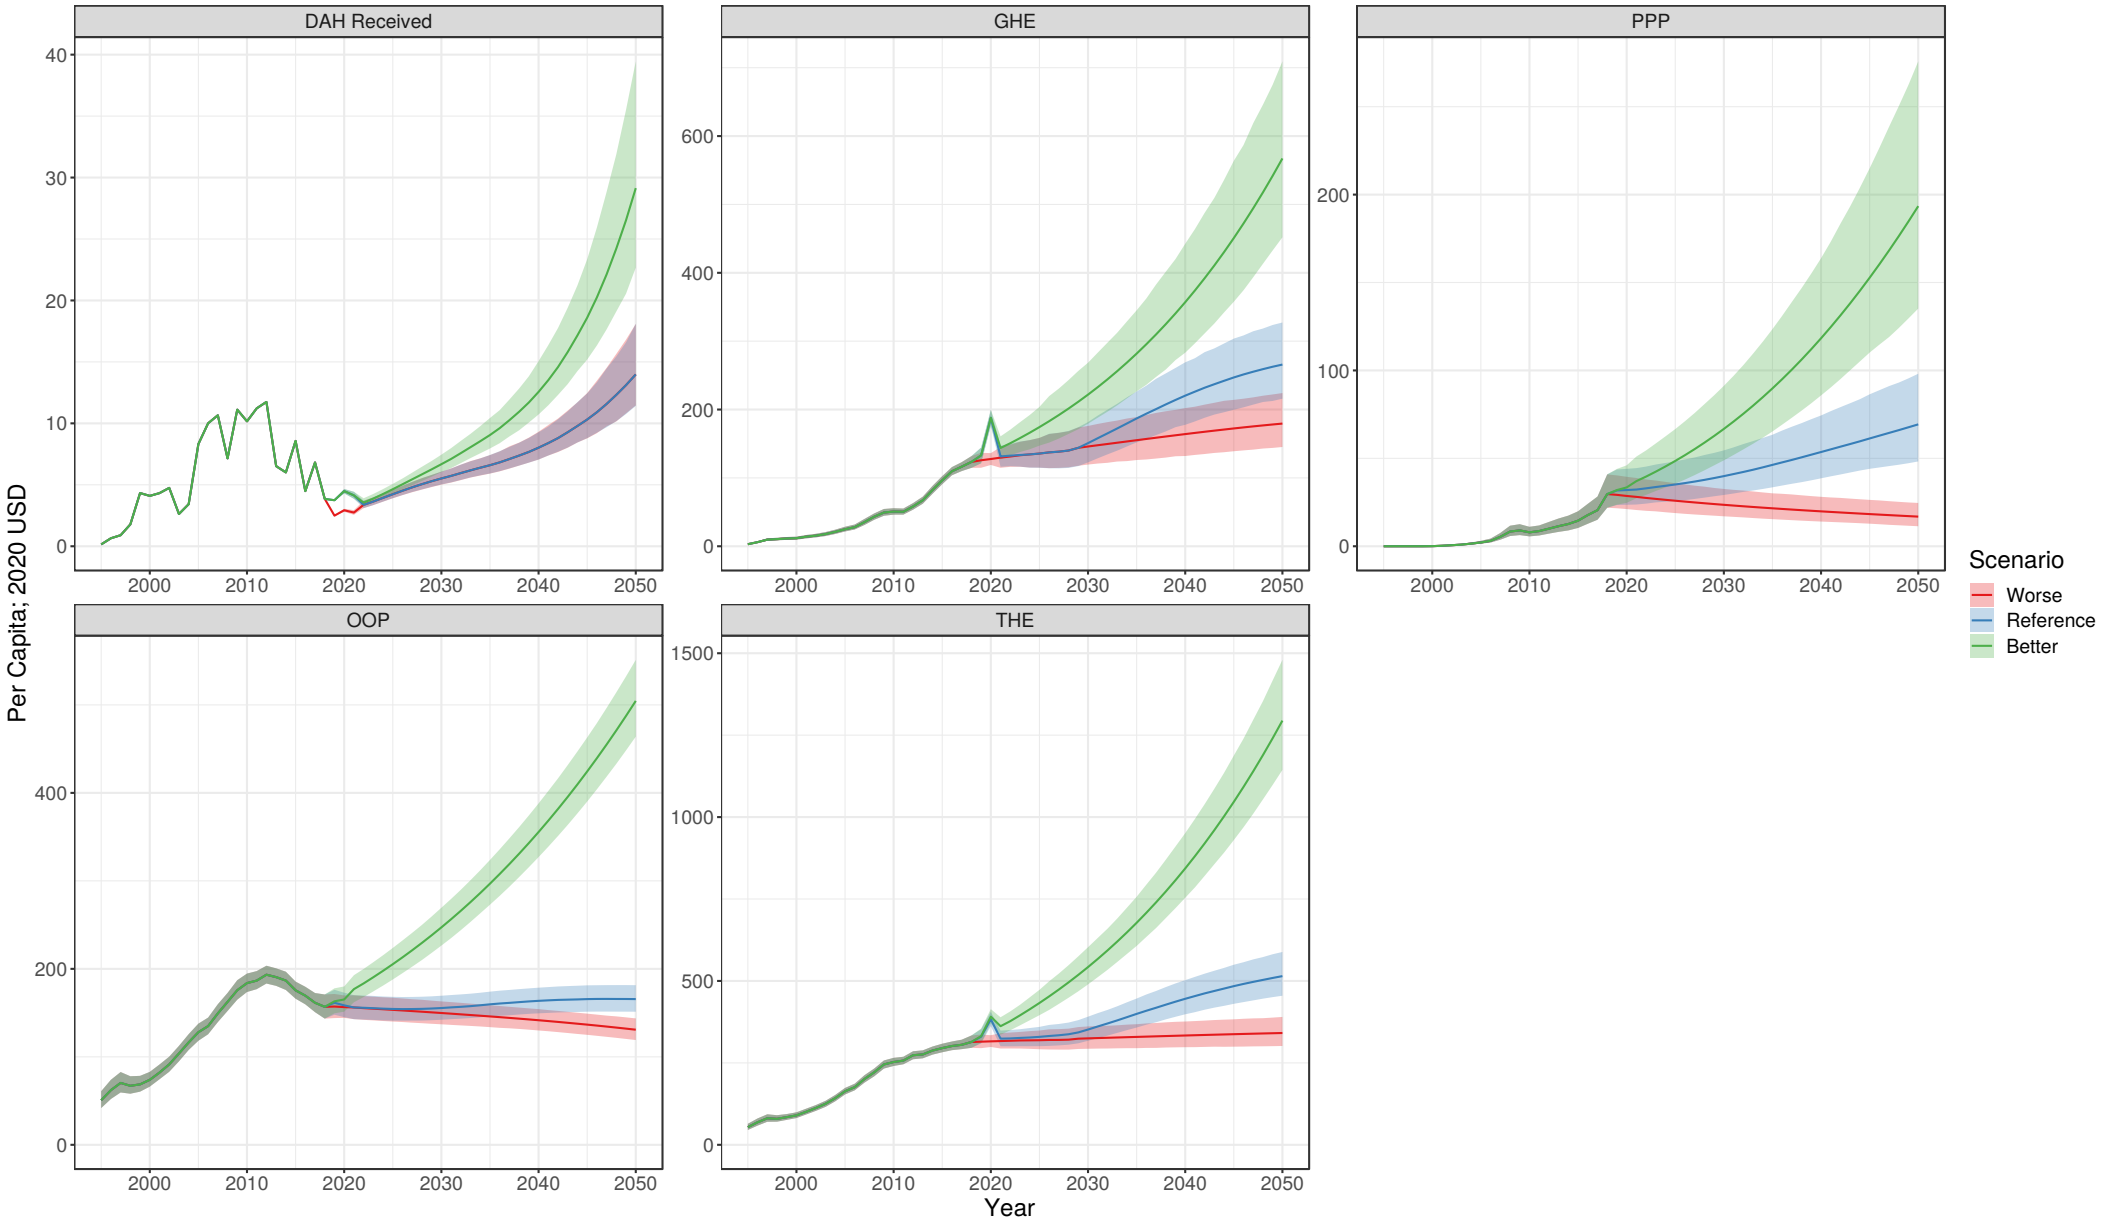 DAH Received
GHE
PPP
40
30
20
10
0
600
400
200
0
200
100
0
2000 2010 2020 2030 2040 2050
2000 2010 2020 2030 2040 2050
2000 2010 2020 2030 2040 2050
OOP
THE
400
200
0
1500
1000
500
0
2000 2010 2020 2030 2040 2050
2000 2010 2020 2030 2040 2050
Per Capita; 2020 USD
Year
Scenario
Worse
Reference
Better